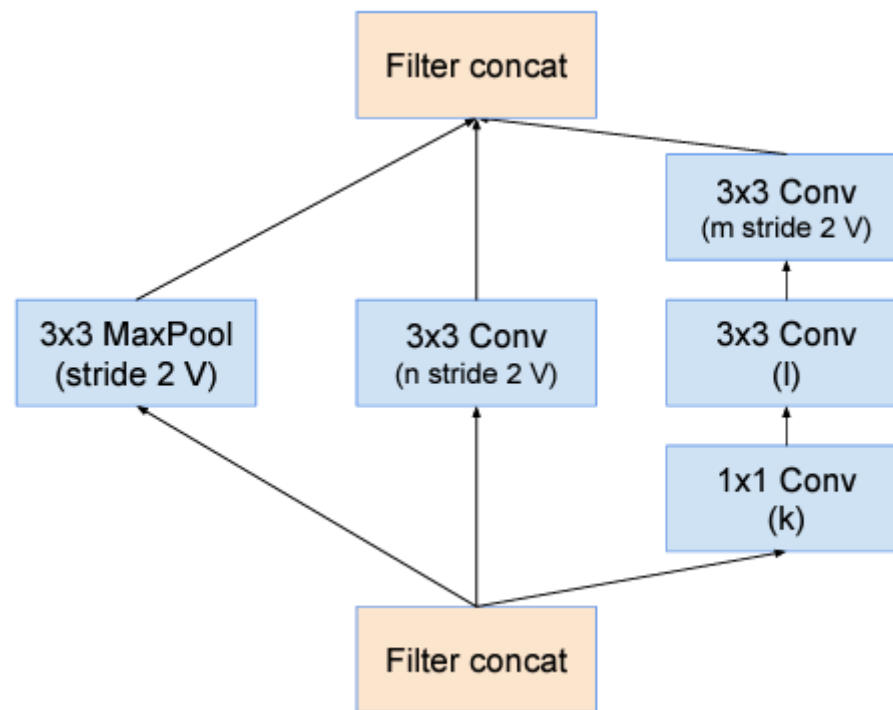 Filter concat
3x3 Conv
(m stride 2 V)
3x3 MaxPool
(stride 2 V)
3x3 Conv
(n stride 2 V)
3x3 Conv
(l)
1x1 Conv
(k)
Filter concat